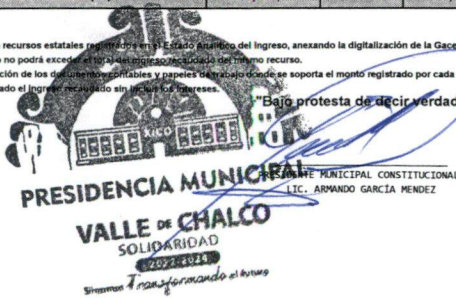 recursos estatales registrados en el Estado Analítico del Ingreso, anexando la digitalización de la Gace
no podrá exceder el total del ingreso recaudado del mismo recurso.
ción de los documentos contables y papeles de trabajo donde se soporta el monto registrado por cada
ado el ingreso recaudado sin incluir los intereses.
"Bajo protesta de decir verdad
PRESIDENTE MUNICIPAL CONSTITUCIONAL
LIC. ARMANDO GARCÍA MENDEZ
XICO
PRESIDENCIA MUNICIPAL
VALLE DE CHALCO
SOLIDARIDAD
2022-2024
Transformando el futuro